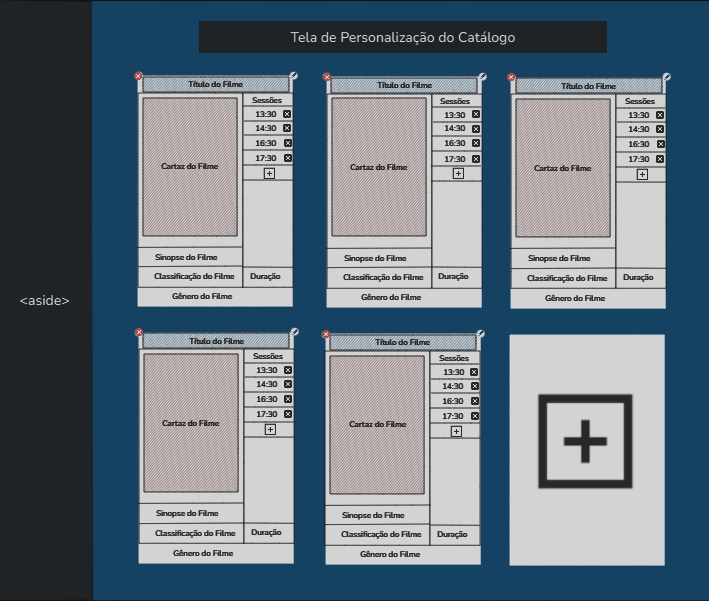 Tela de Personalização do Catálogo
<aside>
Título do Filme
Sessões
13:30
14:30
16:30
17:30
Cartaz do Filme
Sinopse do Filme
Classificação do Filme
Duração
Gênero do Filme
Título do Filme
Sessões
13:30
14:30
16:30
17:30
Cartaz do Filme
Sinopse do Filme
Classificação do Filme
Duração
Gênero do Filme
Título do Filme
Sessões
13:30
14:30
16:30
17:30
Cartaz do Filme
Sinopse do Filme
Classificação do Filme
Duração
Gênero do Filme
Título do Filme
Sessões
13:30
14:30
16:30
17:30
Cartaz do Filme
Sinopse do Filme
Classificação do Filme
Duração
Gênero do Filme
Título do Filme
Sessões
13:30
14:30
16:30
17:30
Cartaz do Filme
Sinopse do Filme
Classificação do Filme
Duração
Gênero do Filme